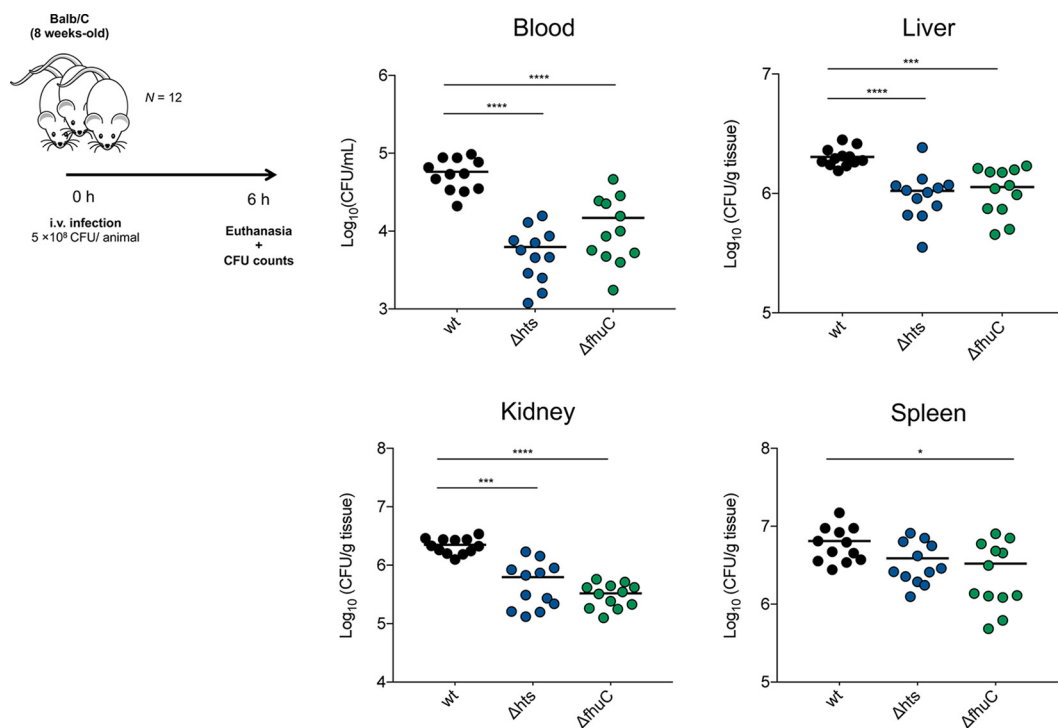 Balb/C
(8 weeks-old)
N = 12
0 h
6 h
i.v. infection
5 ×10⁸ CFU/ animal
Euthanasia
+
CFU counts
Blood
Log₁₀(CFU/mL)
6
5
4
3
****
****
wt
Δhts
ΔfhuC
Liver
Log₁₀ (CFU/g tissue)
7
6
5
***
****
wt
Δhts
ΔfhuC
Kidney
Log₁₀ (CFU/g tissue)
8
7
6
5
4
****
***
wt
Δhts
ΔfhuC
Spleen
Log₁₀ (CFU/g tissue)
8
7
6
5
*
wt
Δhts
ΔfhuC